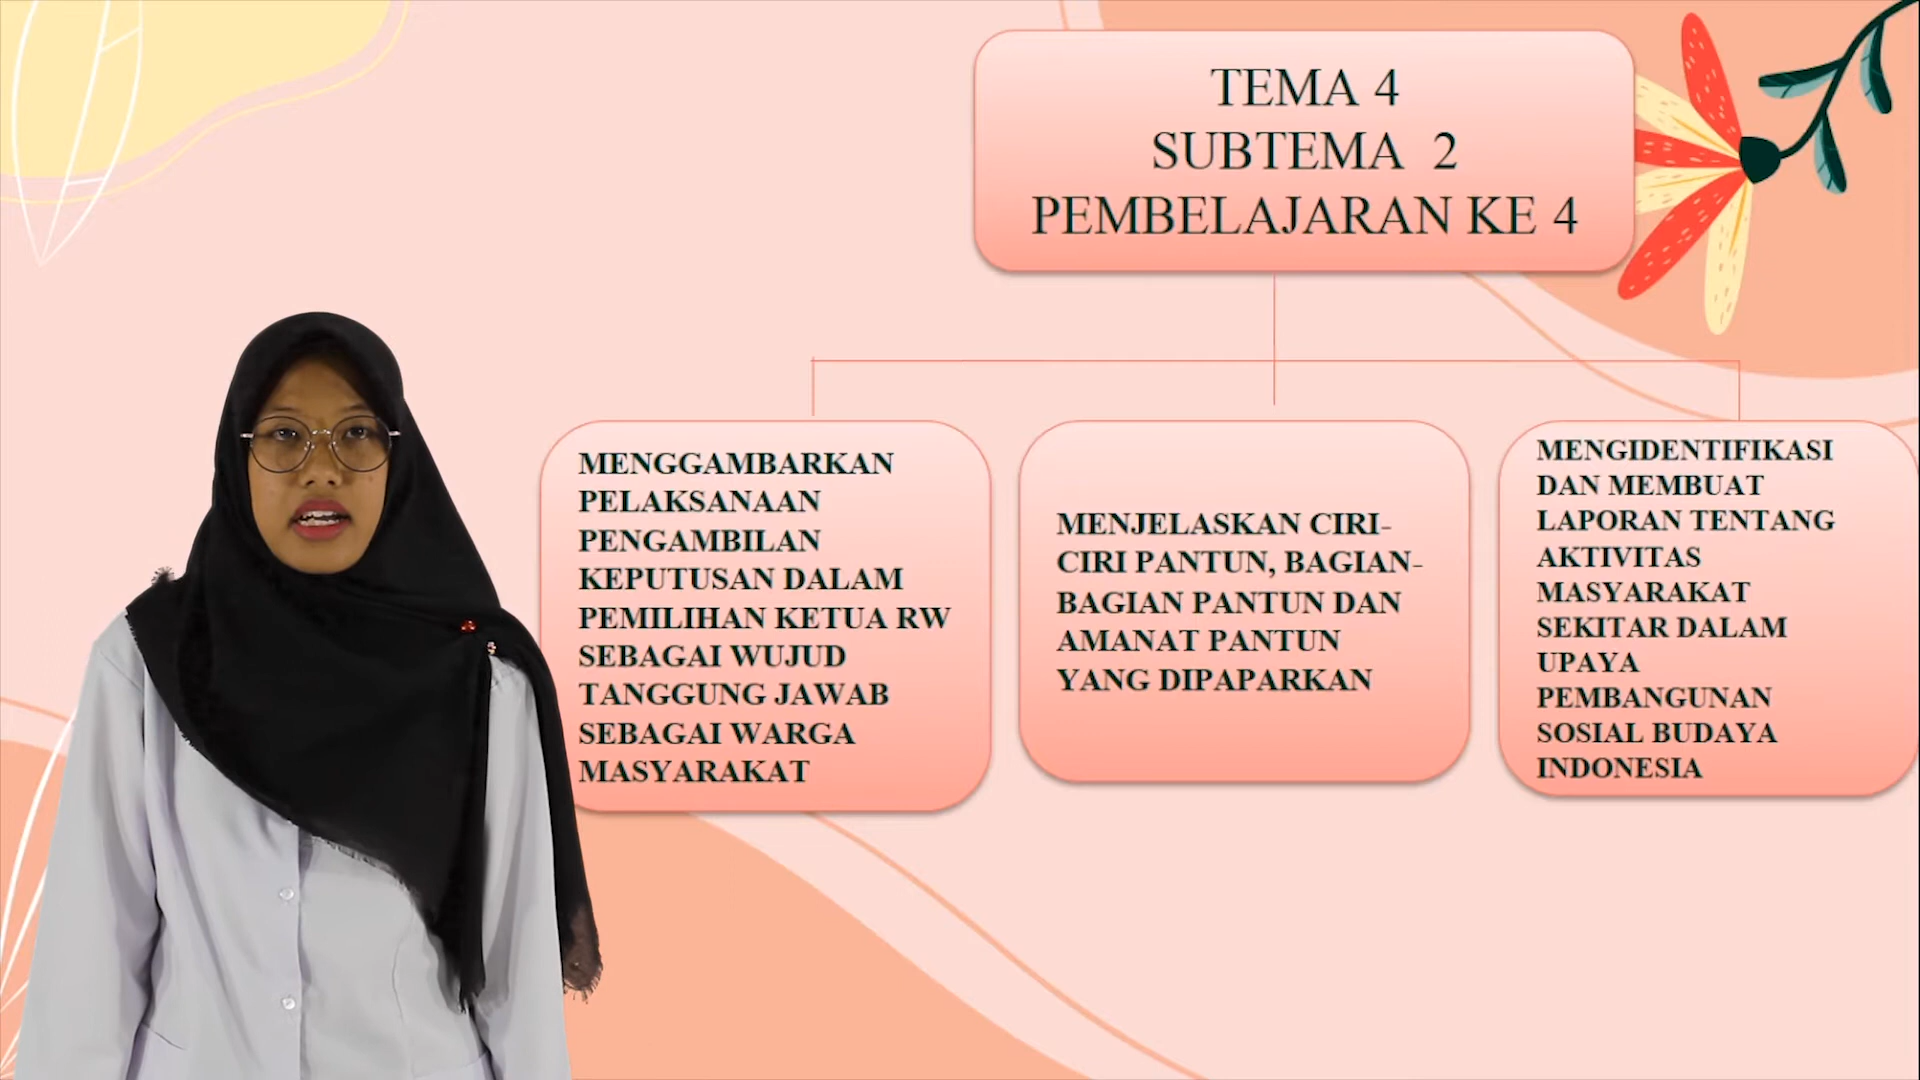 TEMA 4
SUBTEMA 2
PEMBELAJARAN KE 4
MENGGAMBARKAN
PELAKSANAAN
PENGAMBILAN
KEPUTUSAN DALAM
PEMILIHAN KETUA RW
SEBAGAI WUJUD
TANGGUNG JAWAB
SEBAGAI WARGA
MASYARAKAT
MENJELASKAN CIRI-
CIRI PANTUN, BAGIAN-
BAGIAN PANTUN DAN
AMANAT PANTUN
YANG DIPAPARKAN
MENGIDENTIFIKASI
DAN MEMBUAT
LAPORAN TENTANG
AKTIVITAS
MASYARAKAT
SEKITAR DALAM
UPAYA
PEMBANGUNAN
SOSIAL BUDAYA
INDONESIA